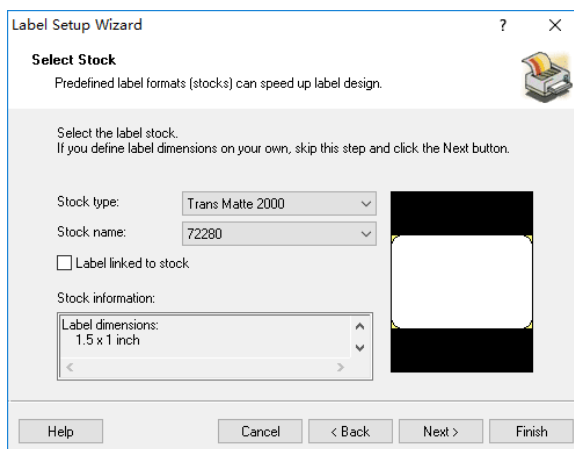 Label Setup Wizard
Select Stock
Predefined label formats (stocks) can speed up label design.
Select the label stock.
If you define label dimensions on your own, skip this step and click the Next button.
Stock type: Trans Matte 2000
Stock name: 72280
Label linked to stock
Stock information:
Label dimensions:
1.5 x 1 inch
Help Cancel < Back Next > Finish